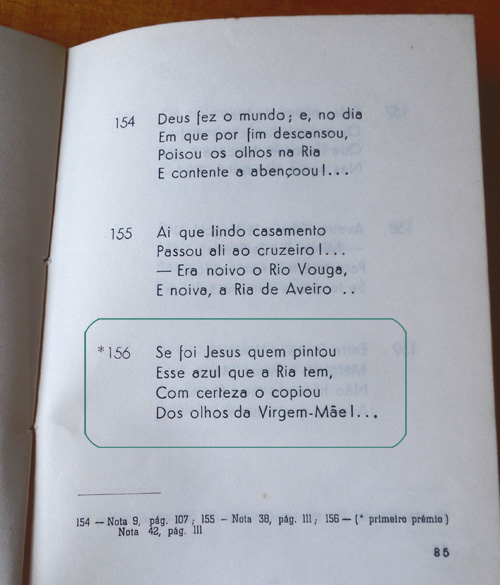 154 Deus fez o mundo; e, no dia
Em que por fim descansou,
Poisou os olhos na Ria
E contente a abençoou!...
155 Ai que lindo casamento
Passou ali ao cruzeiro!...
— Era noivo o Rio Vouga,
E noiva, a Ria de Aveiro ..
*156 Se foi Jesus quem pintou
Esse azul que a Ria tem,
Com certeza o copiou
Dos olhos da Virgem-Mãe!...
154 — Nota 9, pág. 107; 155 – Nota 38, pág. 111; 156 — (* primeiro prémio)
Nota 42, pág. 111
85